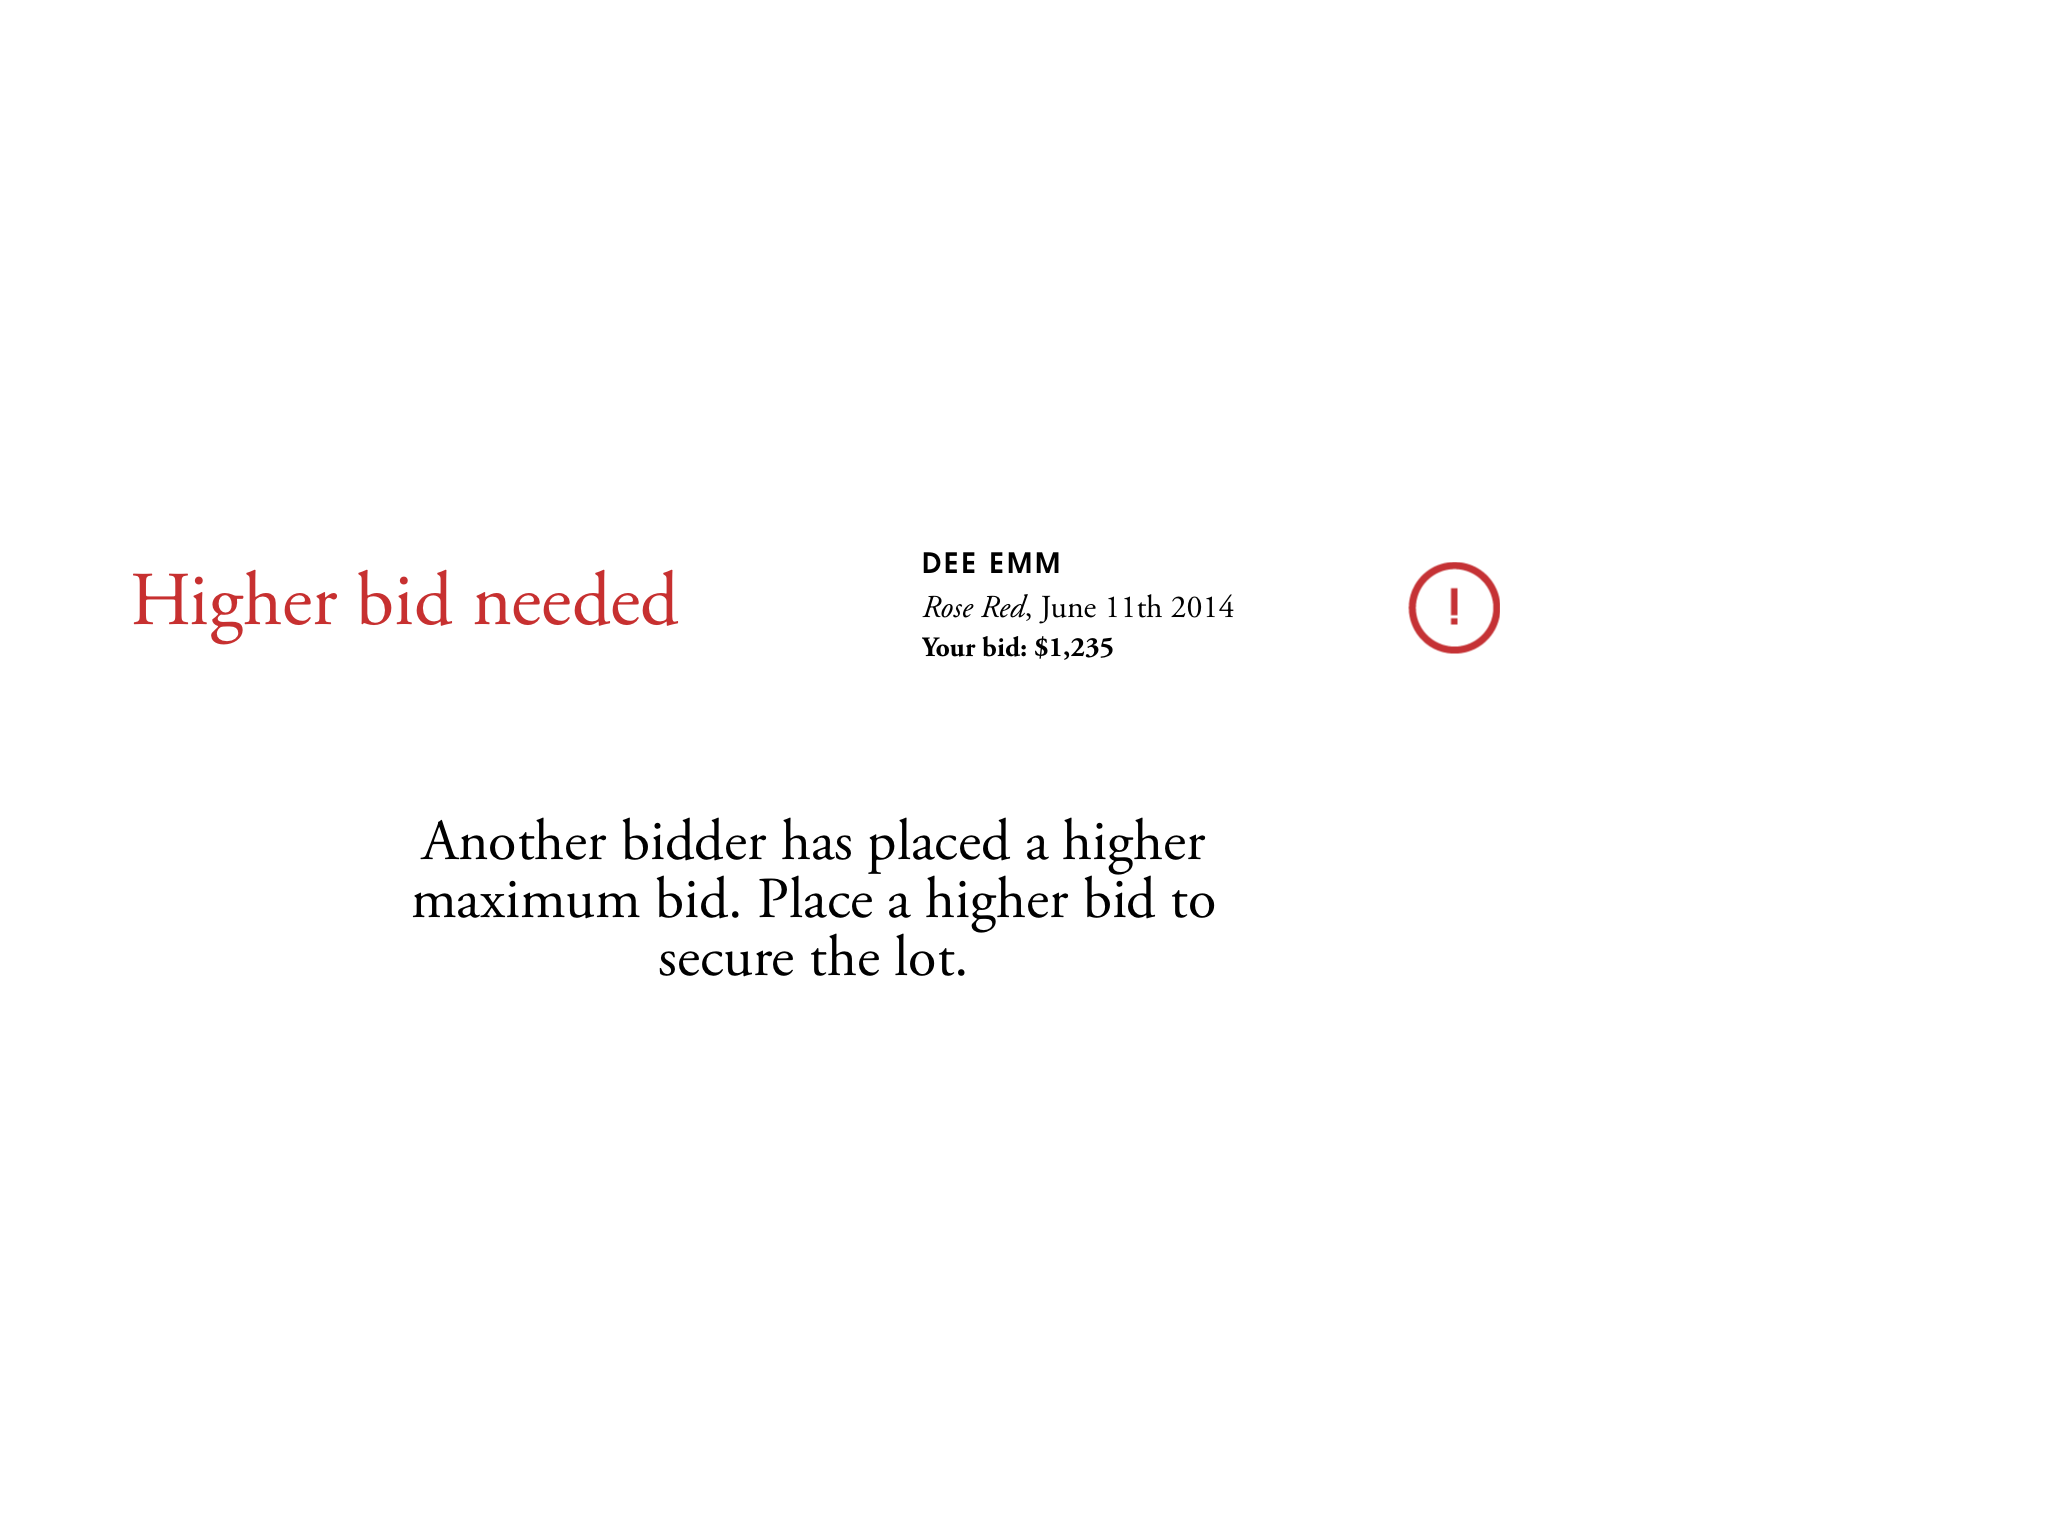 Higher bid needed
DEE EMM
Rose Red, June 11th 2014
Your bid: $1,235
!
Another bidder has placed a higher
maximum bid. Place a higher bid to
secure the lot.